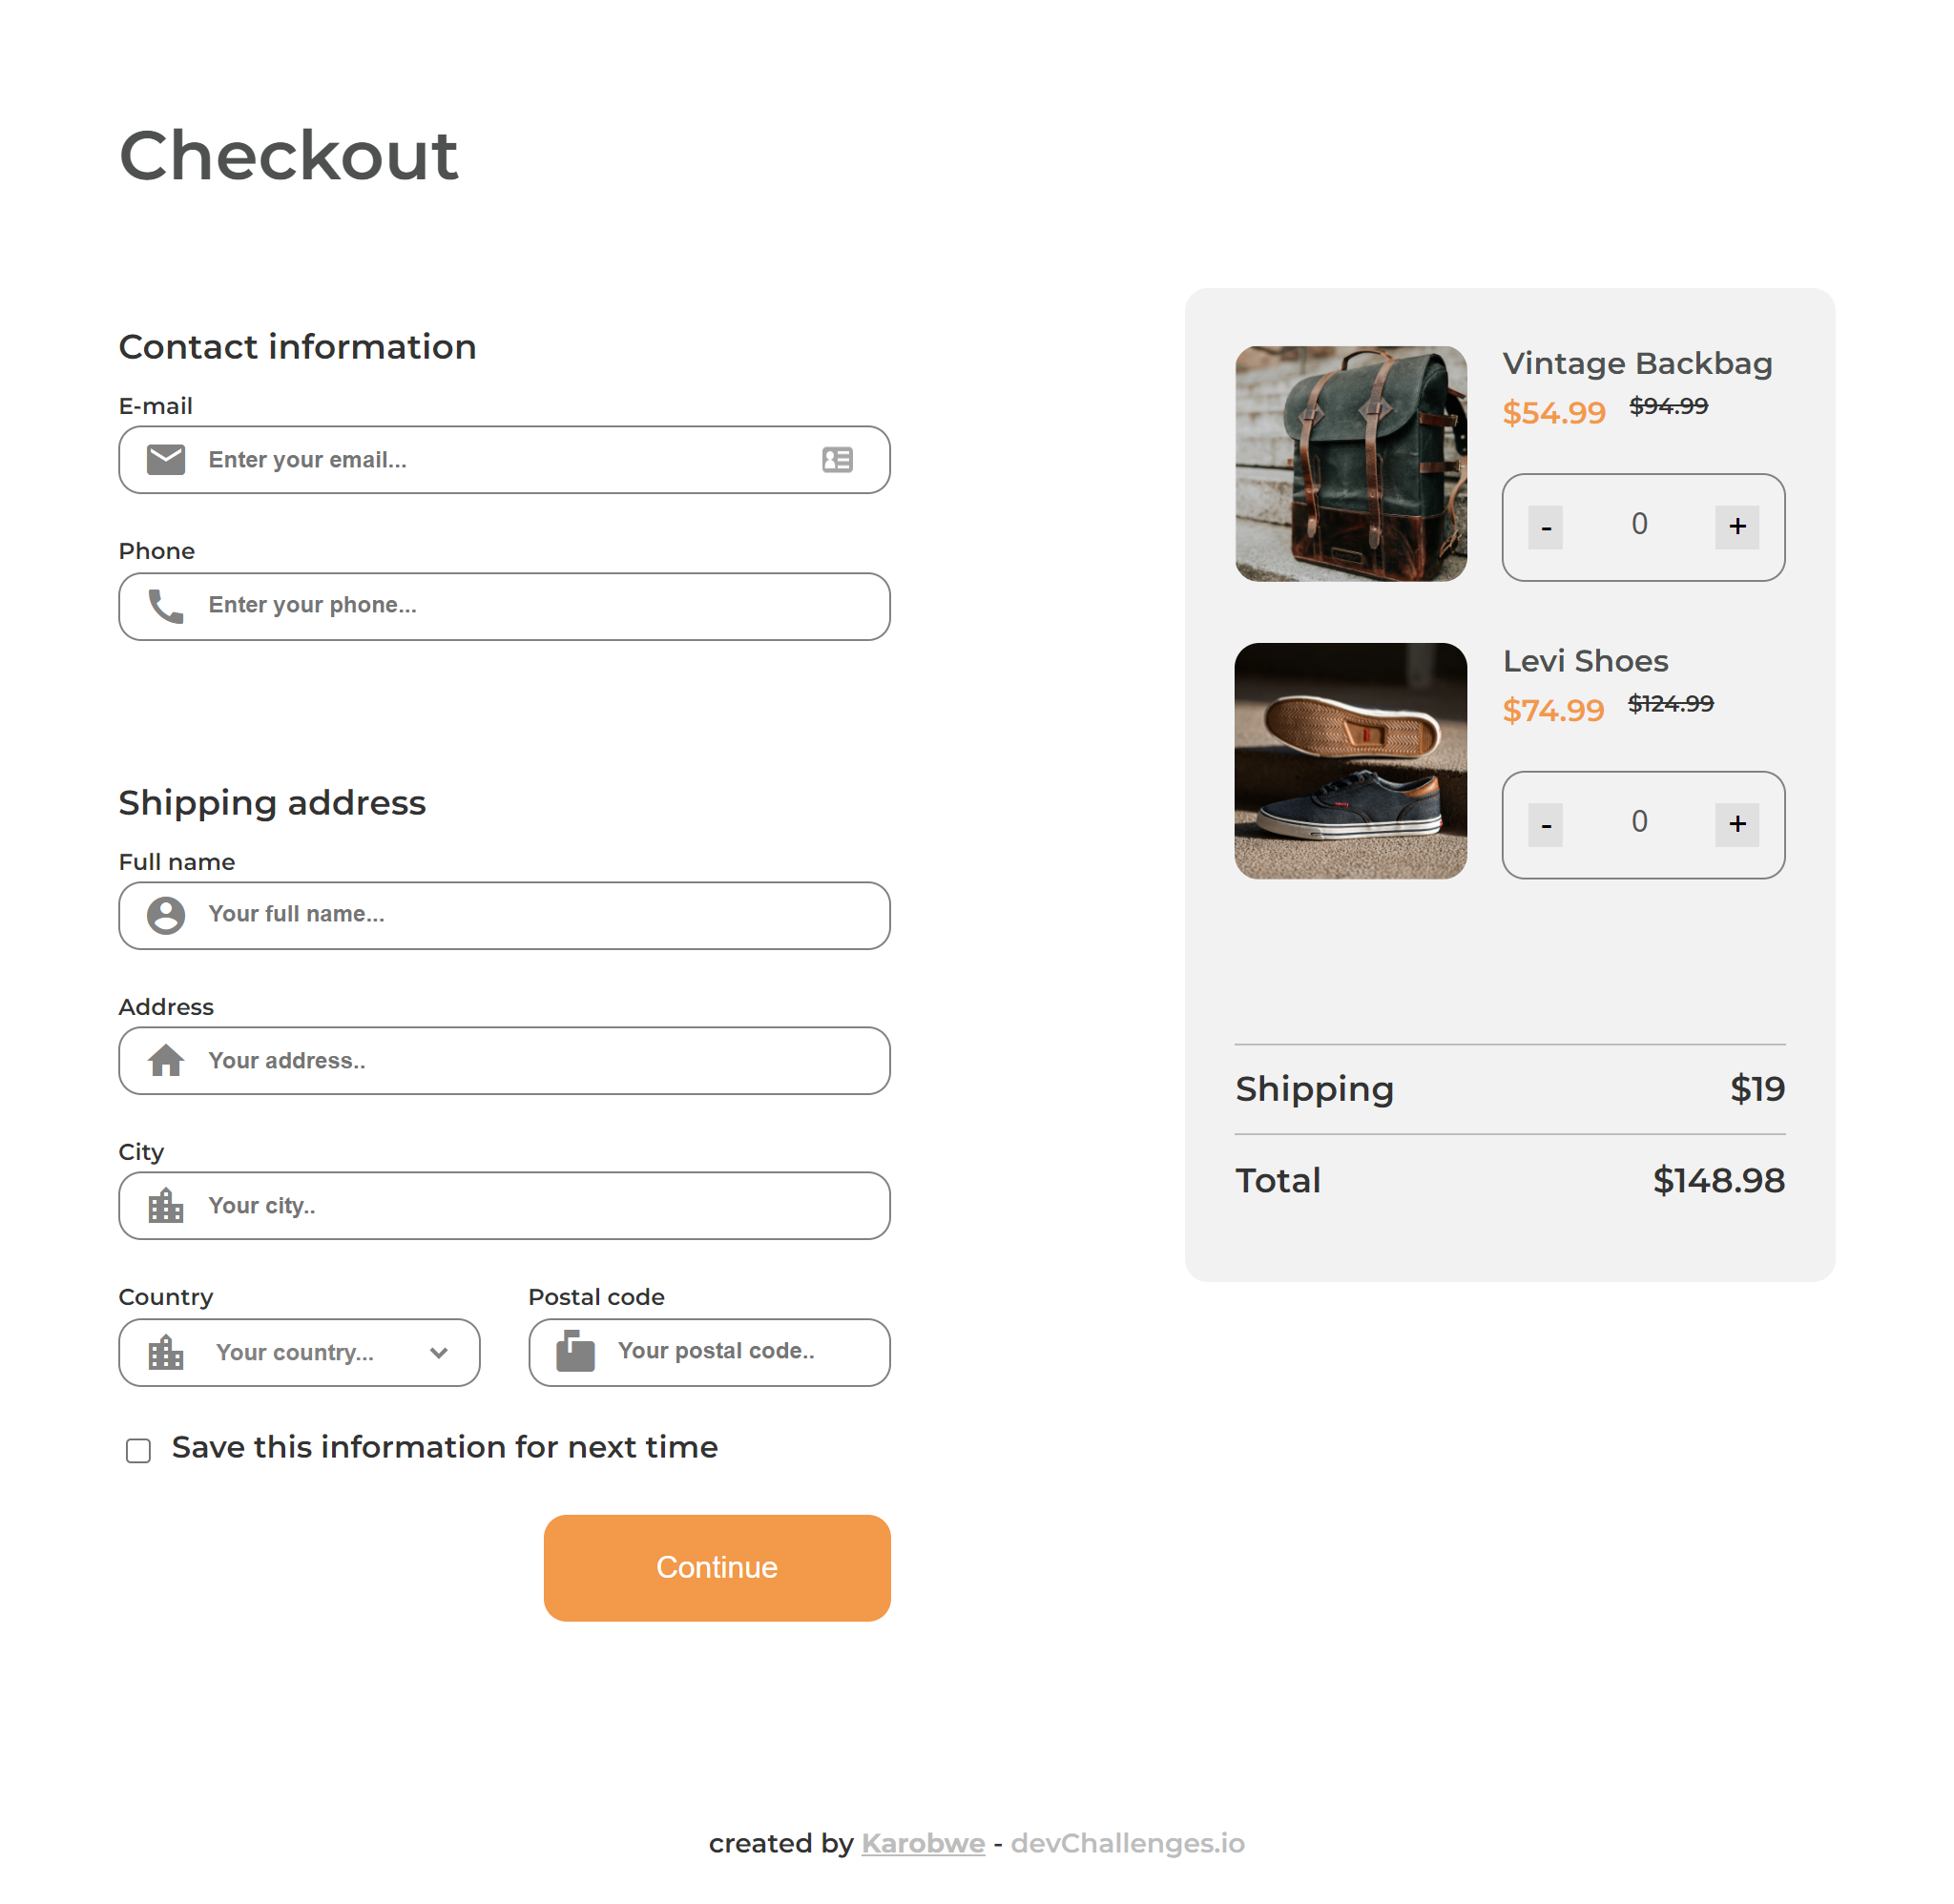 Checkout
Contact information
E-mail
Enter your email...
Phone
Enter your phone...
Shipping address
Full name
Your full name...
Address
Your address..
City
Your city..
Country
Postal code
Your country...
Your postal code..
Save this information for next time
Continue
Vintage Backbag
$54.99 $94.99
- 0 +
Levi Shoes
$74.99 $124.99
- 0 +
Shipping $19
Total $148.98
created by Karobwe - devChallenges.io